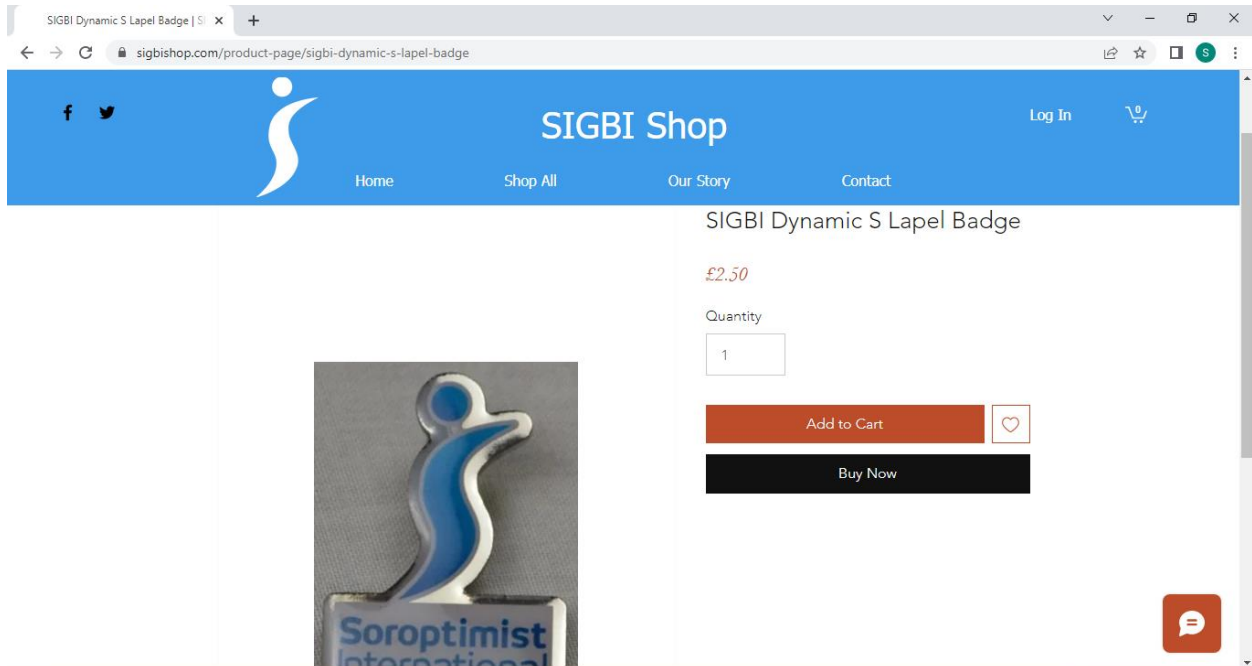 SIGBI Dynamic S Lapel Badge | S
sigbishop.com/product-page/sigbi-dynamic-s-lapel-badge
S
SIGBI Shop
Log In
0
Home Shop All Our Story Contact
SIGBI Dynamic S Lapel Badge
£2.50
Quantity
1
Add to Cart
Buy Now
Soroptimist
International